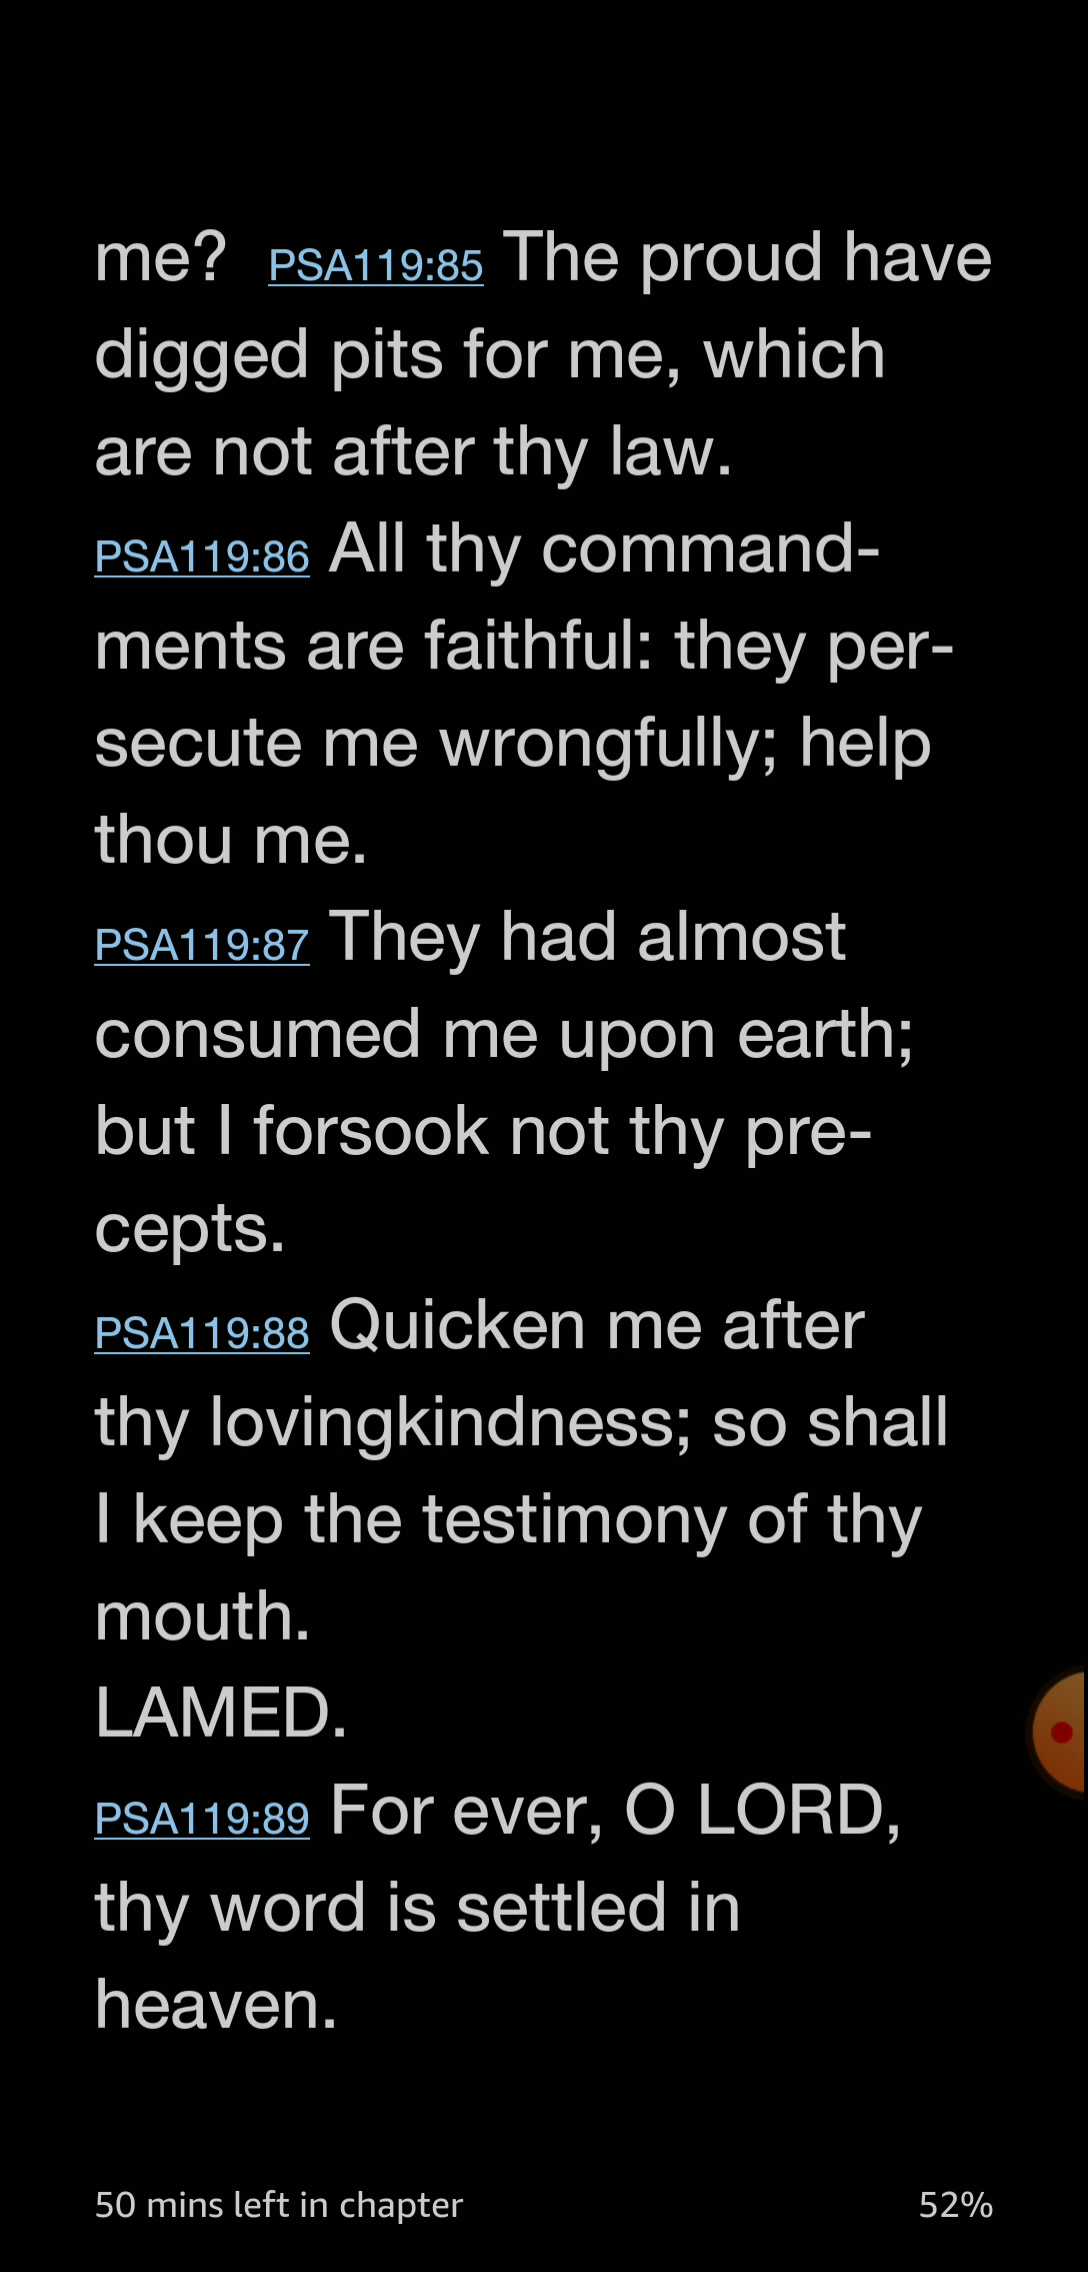 me? PSA119:85 The proud have
digged pits for me, which
are not after thy law.
PSA119:86 All thy command-
ments are faithful: they per-
secute me wrongfully; help
thou me.
PSA119:87 They had almost
consumed me upon earth;
but I forsook not thy pre-
cepts.
PSA119:88 Quicken me after
thy lovingkindness; so shall
I keep the testimony of thy
mouth.
LAMED.
PSA119:89 For ever, O LORD,
thy word is settled in
heaven.
50 mins left in chapter 52%